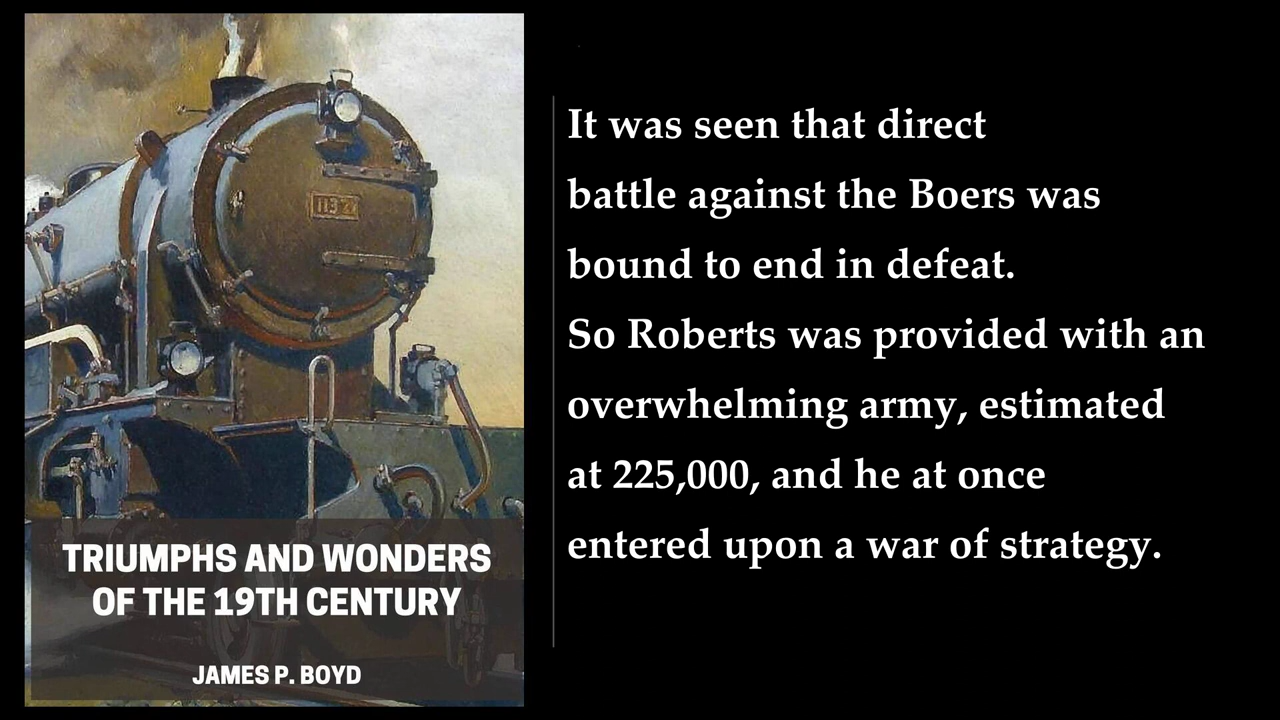 It was seen that direct
battle against the Boers was
bound to end in defeat.
So Roberts was provided with an
overwhelming army, estimated
at 225,000, and he at once
entered upon a war of strategy.
TRIUMPHS AND WONDERS
OF THE 19TH CENTURY
JAMES P. BOYD